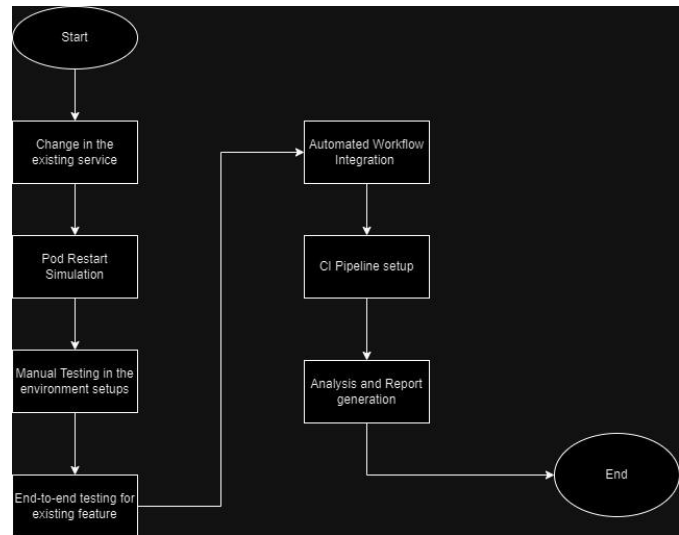 Start
Change in the
existing service
Pod Restart
Simulation
Manual Testing in the
environment setups
End-to-end testing for
existing feature
Automated Workflow
Integration
CI Pipeline setup
Analysis and Report
generation
End